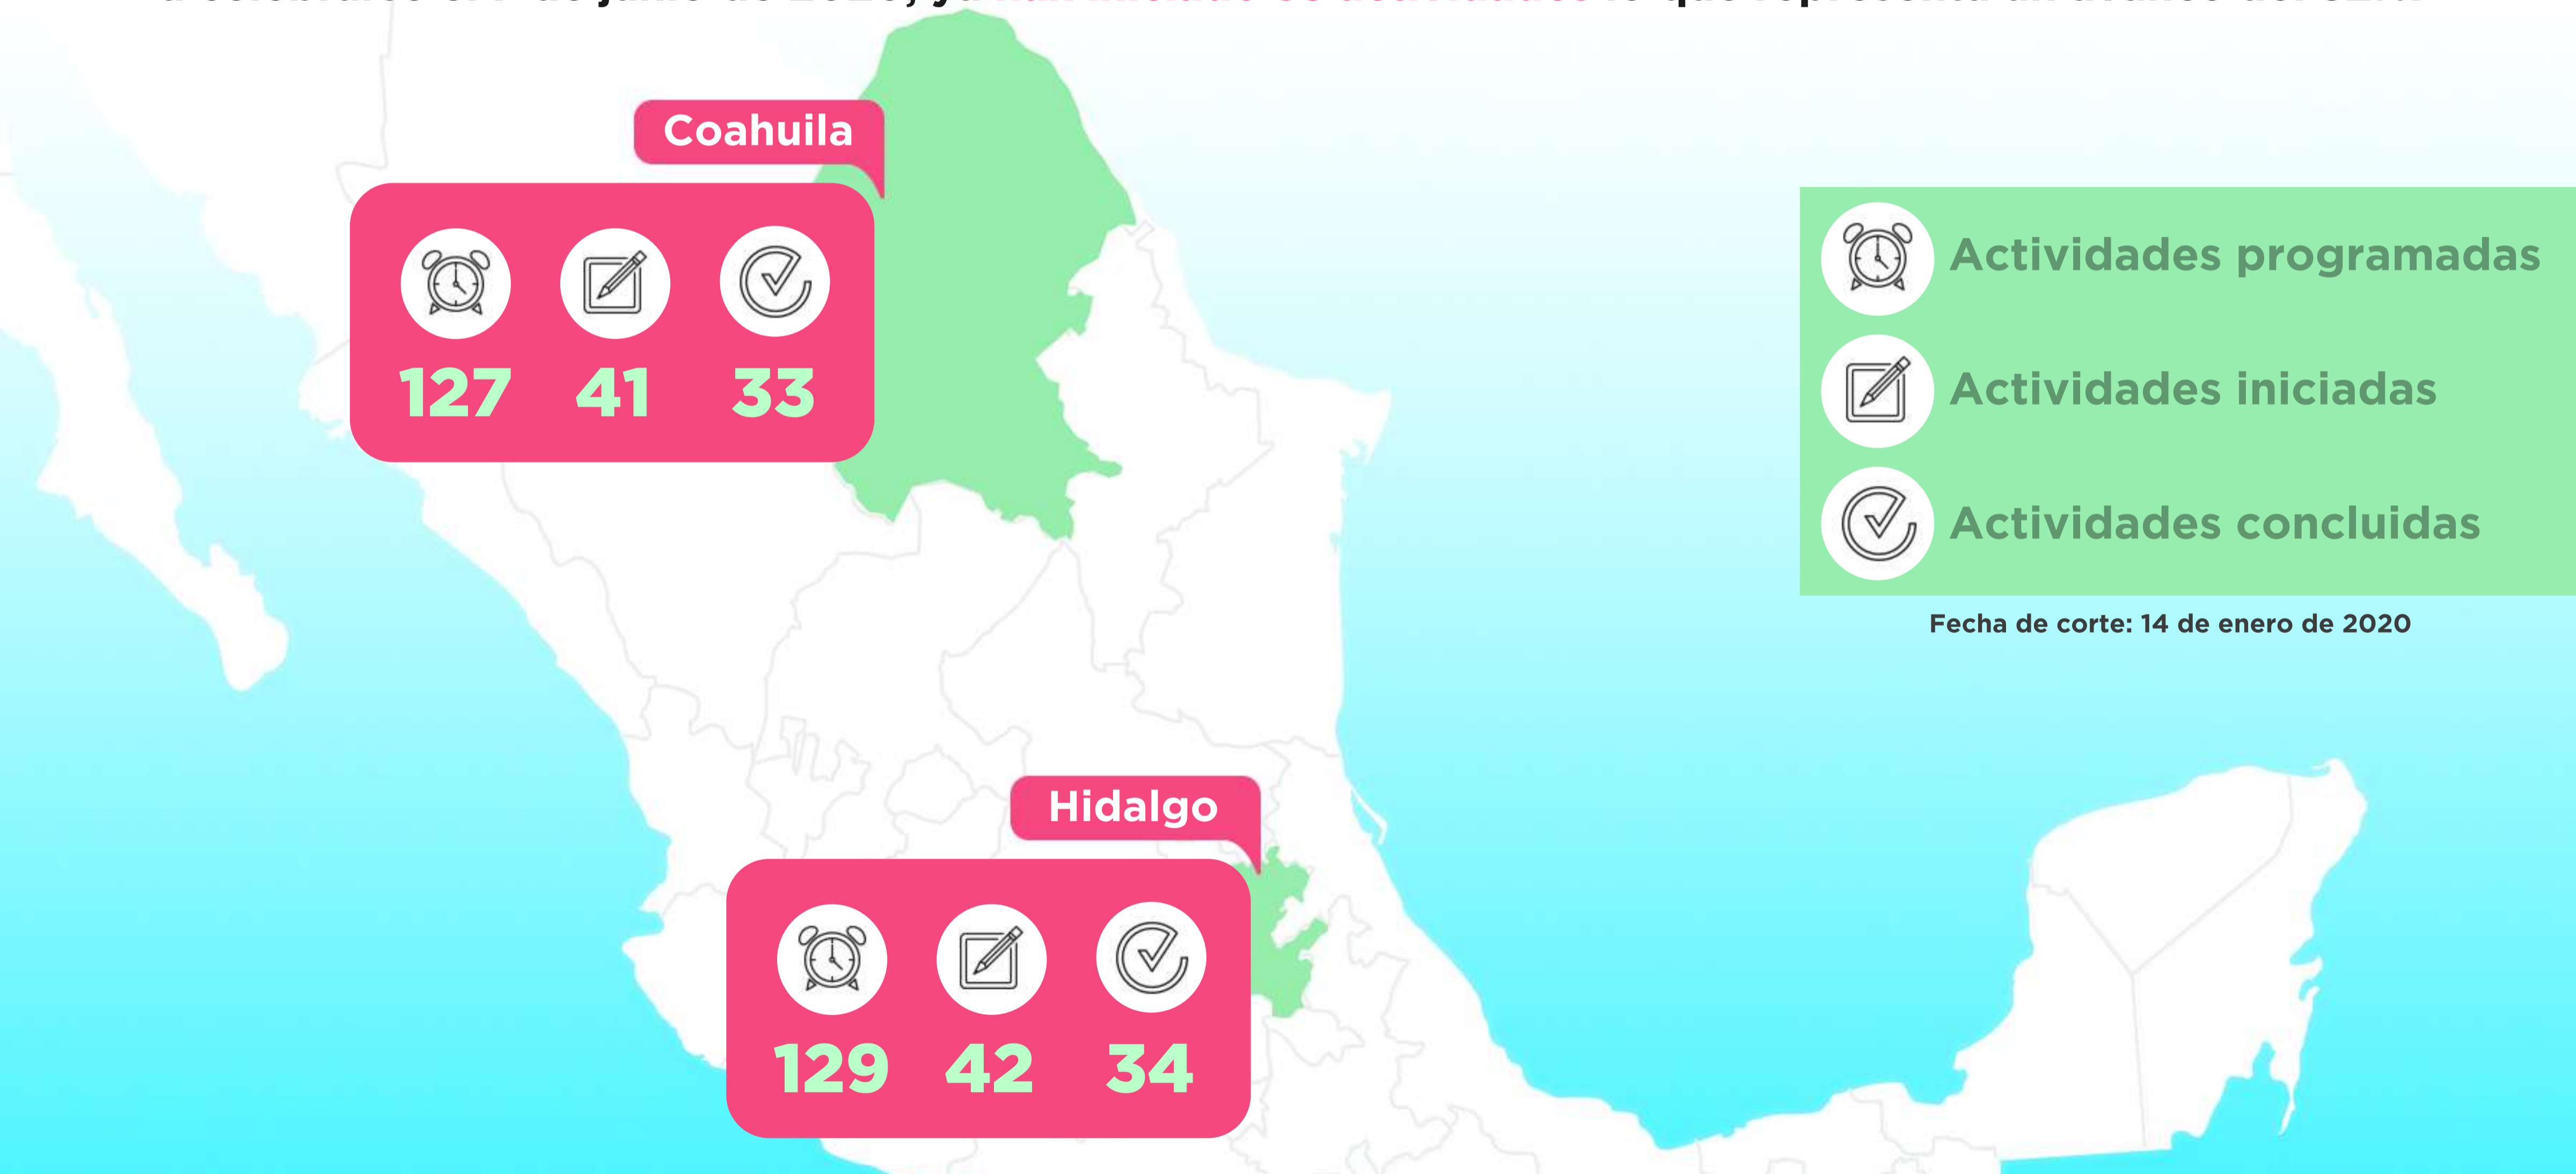 Coahuila
127 41 33
Actividades programadas
Actividades iniciadas
Actividades concluidas
Fecha de corte: 14 de enero de 2020
Hidalgo
129 42 34